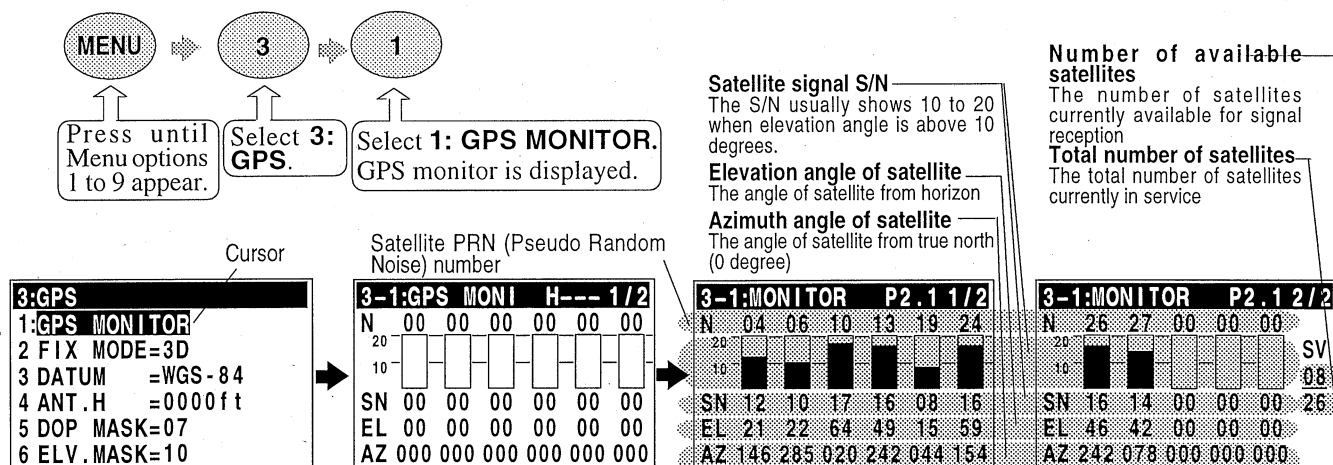 MENU
3
1
Press until
Menu options
1 to 9 appear.
Select 3:
GPS.
Select 1: GPS MONITOR.
GPS monitor is displayed.
Satellite signal S/N
The S/N usually shows 10 to 20
when elevation angle is above 10
degrees.
Elevation angle of satellite
The angle of satellite from horizon
Azimuth angle of satellite
The angle of satellite from true north
(0 degree)
Number of available
satellites
The number of satellites
currently available for signal
reception
Total number of satellites
The total number of satellites
currently in service
Cursor
Satellite PRN (Pseudo Random
Noise) number
3:GPS
1:GPS MONITOR
2 FIX MODE=3D
3 DATUM =WGS-84
4 ANT.H =0000ft
5 DOP MASK=07
6 ELV.MASK=10
3-1:GPS MONI H--- 1/2
N 00 00 00 00 00 00
20
10
SN 00 00 00 00 00 00
EL 00 00 00 00 00 00
AZ 000 000 000 000 000 000
3-1:MONITOR P2.1 1/2
N 04 06 10 13 19 24
20
10
SN 12 10 17 16 08 16
EL 21 22 64 49 15 59
AZ 146 285 020 242 044 154
3-1:MONITOR P2.1 2/2
N 26 27 00 00 00
20
10
SV
08
26
SN 16 14 00 00 00
EL 46 42 00 00 00
AZ 242 078 000 000 000